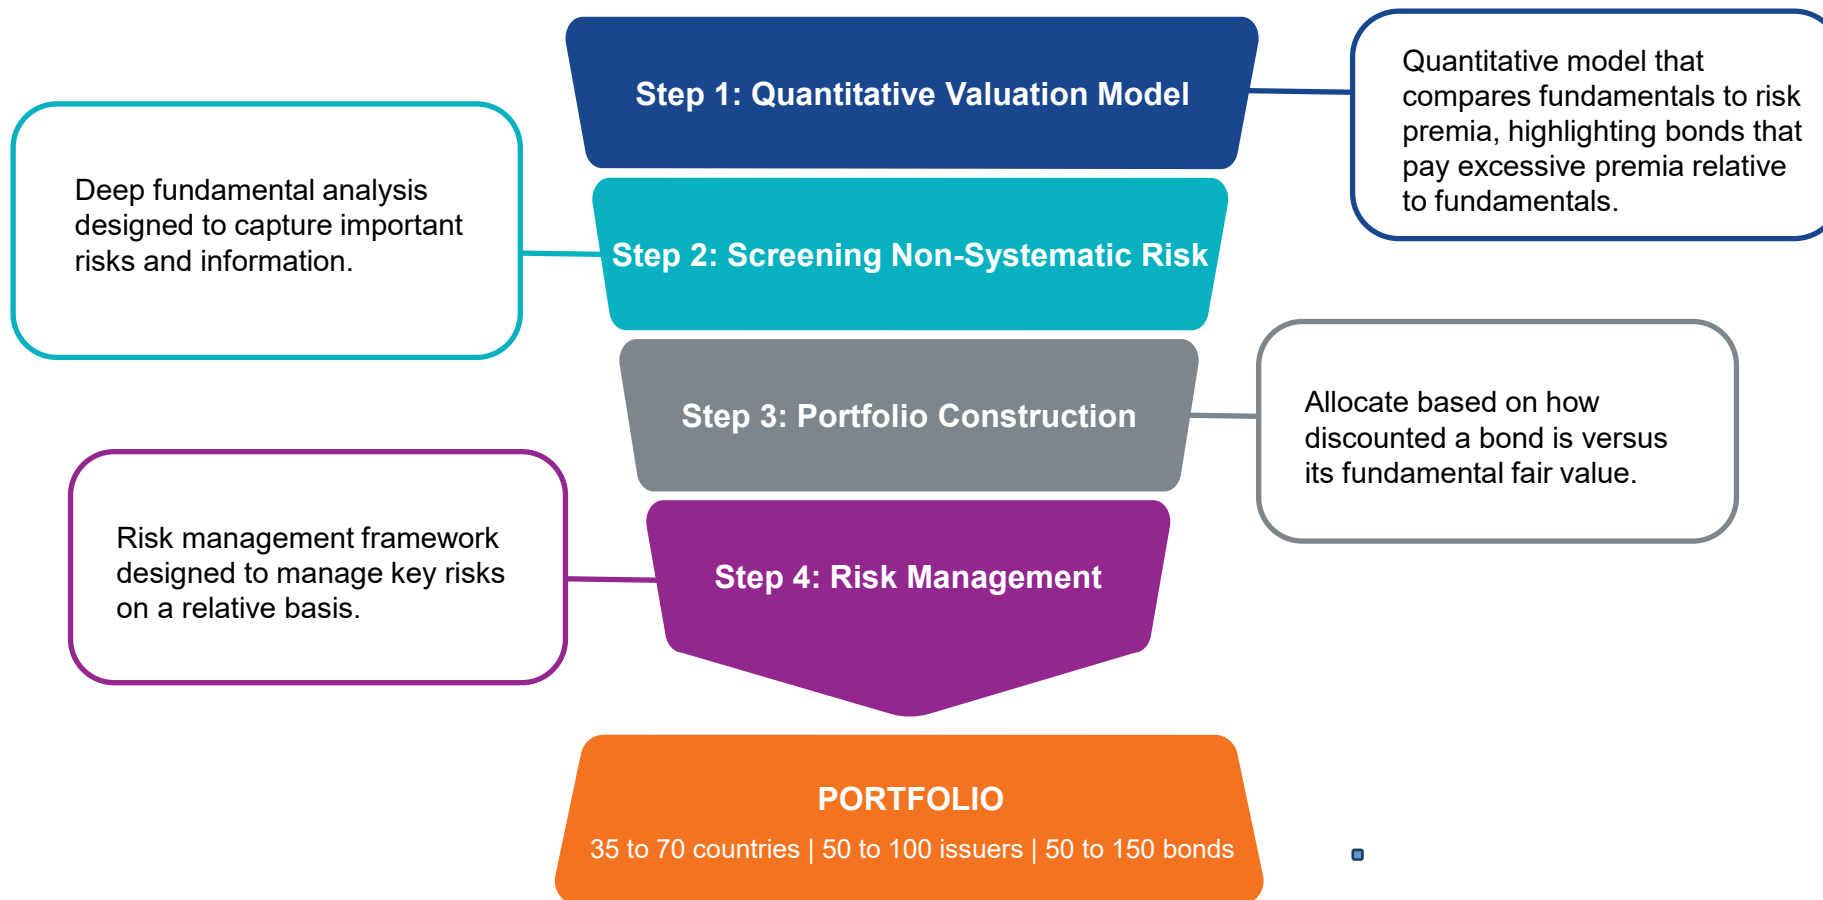 Step 1: Quantitative Valuation Model
Quantitative model that
compares fundamentals to risk
premia, highlighting bonds that
pay excessive premia relative
to fundamentals.
Deep fundamental analysis
designed to capture important
risks and information.
Step 2: Screening Non-Systematic Risk
Step 3: Portfolio Construction
Allocate based on how
discounted a bond is versus
its fundamental fair value.
Risk management framework
designed to manage key risks
on a relative basis.
Step 4: Risk Management
PORTFOLIO
35 to 70 countries | 50 to 100 issuers | 50 to 150 bonds